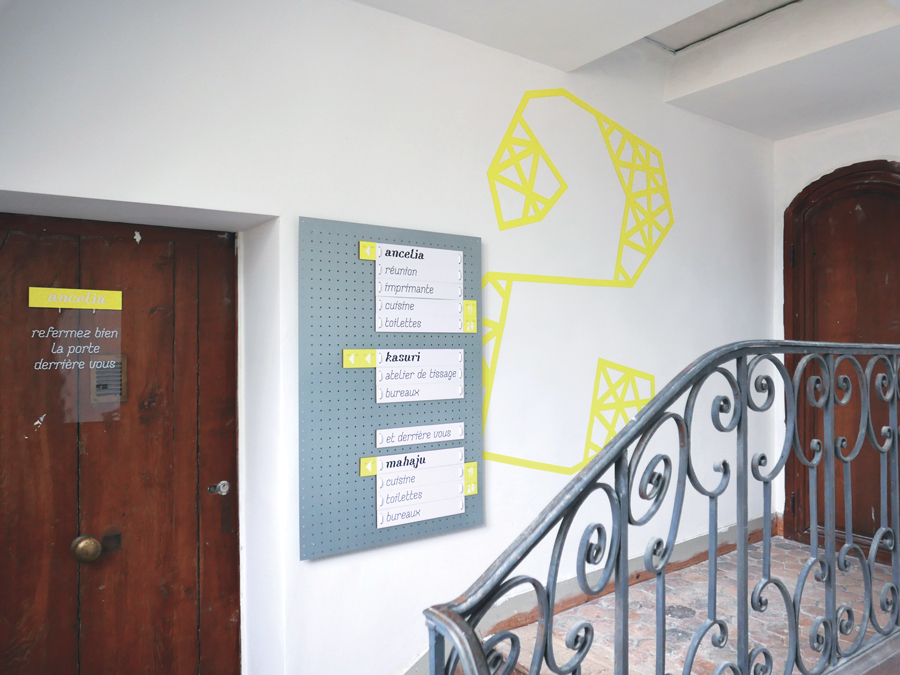 ancelia
refermez bien
la porte
derrière vous
ancelia
réunion
imprimante
cuisine
toilettes
kasuri
atelier de tissage
bureaux
et derrière vous
mahaju
cuisine
toilettes
bureaux